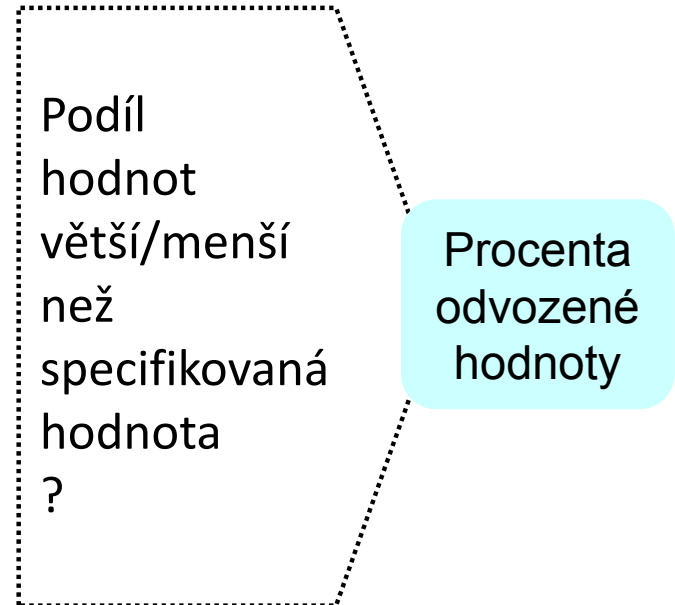 Podíl
hodnot
větší/menší
než
specifikovaná
hodnota
?
Procenta
odvozené
hodnoty